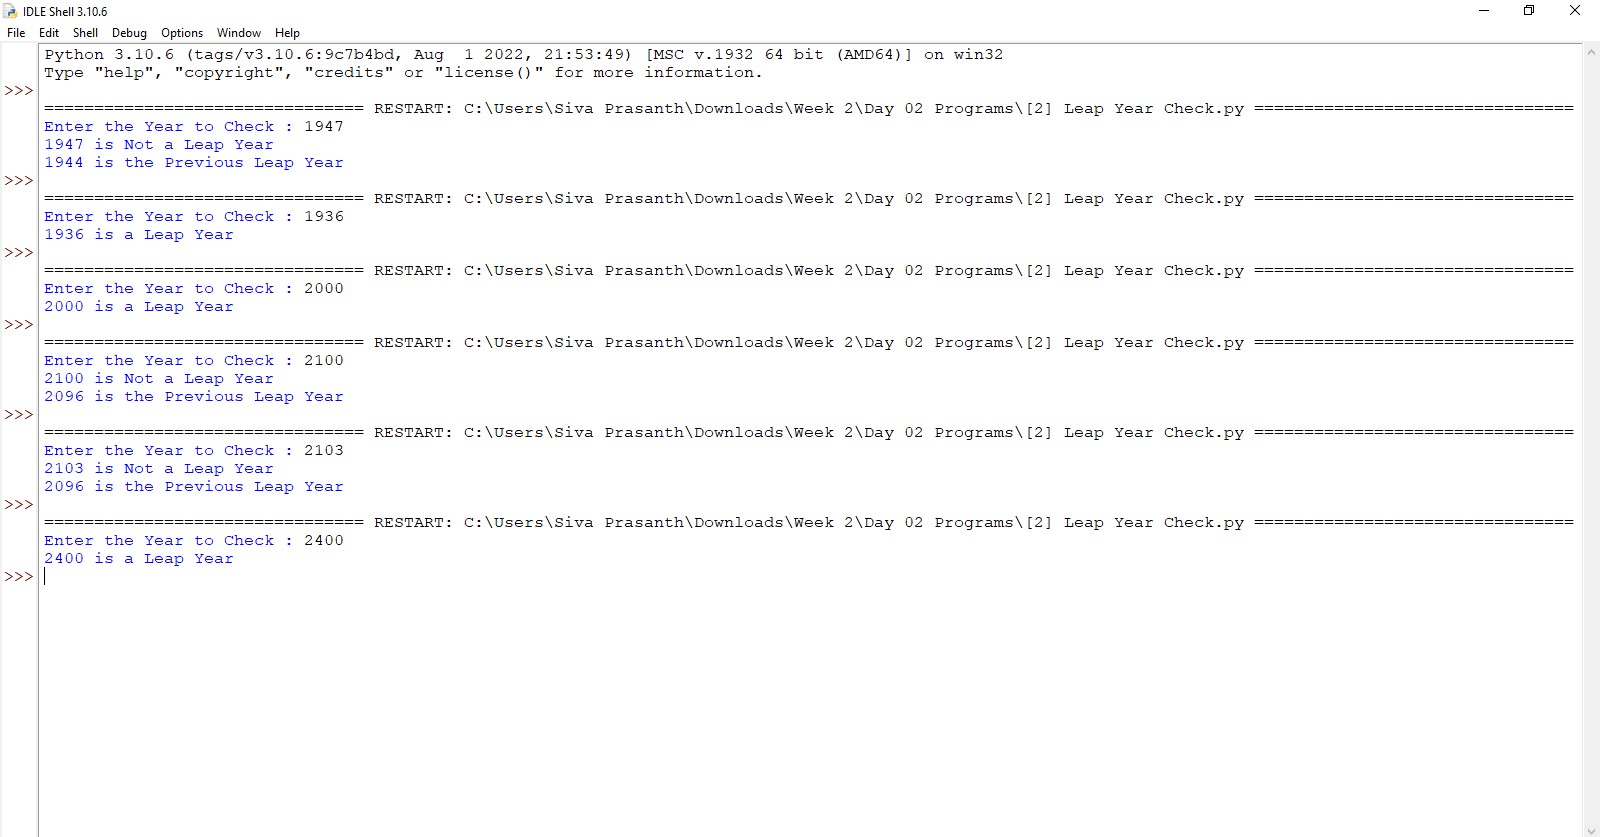 IDLE Shell 3.10.6
File Edit Shell Debug Options Window Help
Python 3.10.6 (tags/v3.10.6:9c7b4bd, Aug  1 2022, 21:53:49) [MSC v.1932 64 bit (AMD64)] on win32
Type "help", "copyright", "credits" or "license()" for more information.
>>>
================================ RESTART: C:\Users\Siva Prasanth\Downloads\Week 2\Day 02 Programs\[2] Leap Year Check.py ================================
Enter the Year to Check : 1947
1947 is Not a Leap Year
1944 is the Previous Leap Year
>>>
================================ RESTART: C:\Users\Siva Prasanth\Downloads\Week 2\Day 02 Programs\[2] Leap Year Check.py ================================
Enter the Year to Check : 1936
1936 is a Leap Year
>>>
================================ RESTART: C:\Users\Siva Prasanth\Downloads\Week 2\Day 02 Programs\[2] Leap Year Check.py ================================
Enter the Year to Check : 2000
2000 is a Leap Year
>>>
================================ RESTART: C:\Users\Siva Prasanth\Downloads\Week 2\Day 02 Programs\[2] Leap Year Check.py ================================
Enter the Year to Check : 2100
2100 is Not a Leap Year
2096 is the Previous Leap Year
>>>
================================ RESTART: C:\Users\Siva Prasanth\Downloads\Week 2\Day 02 Programs\[2] Leap Year Check.py ================================
Enter the Year to Check : 2103
2103 is Not a Leap Year
2096 is the Previous Leap Year
>>>
================================ RESTART: C:\Users\Siva Prasanth\Downloads\Week 2\Day 02 Programs\[2] Leap Year Check.py ================================
Enter the Year to Check : 2400
2400 is a Leap Year
>>>